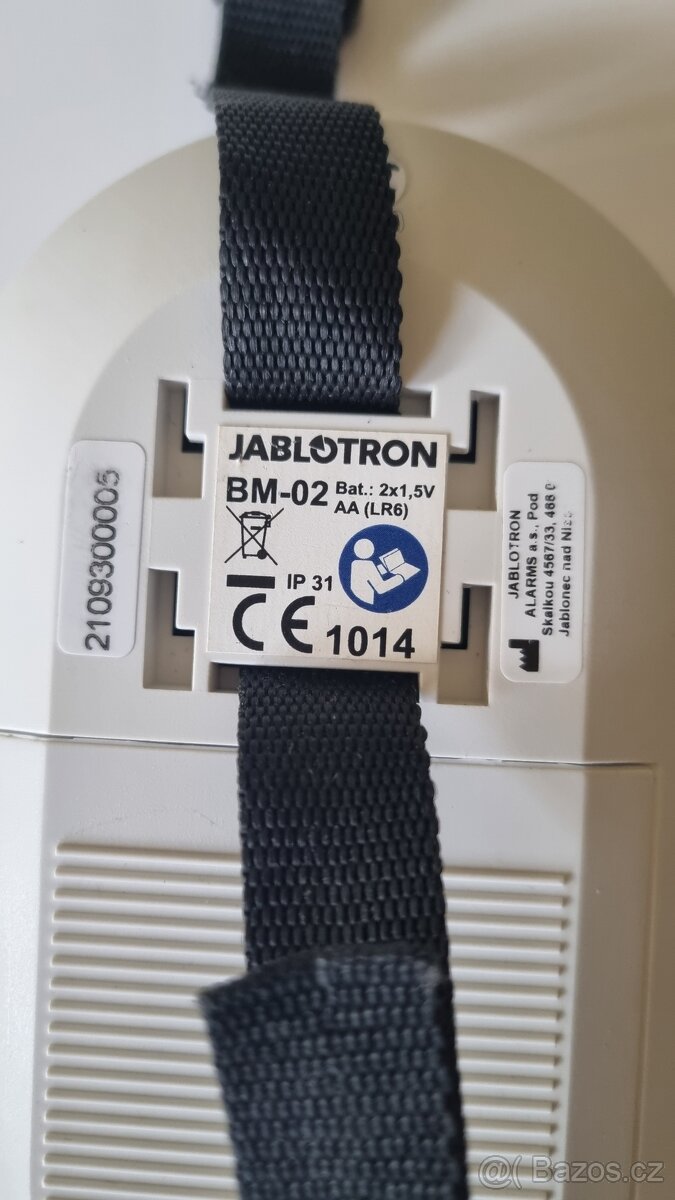 JABLOTRON
BM-02 Bat.: 2x1,5V
AA (LR6)
IP 31
CE 1014
2109300005
JABLOTRON
ALARMS a.s., Pod
Skalkou 4567/33, 466 0
Jablonec nad
@( Bazos.cz